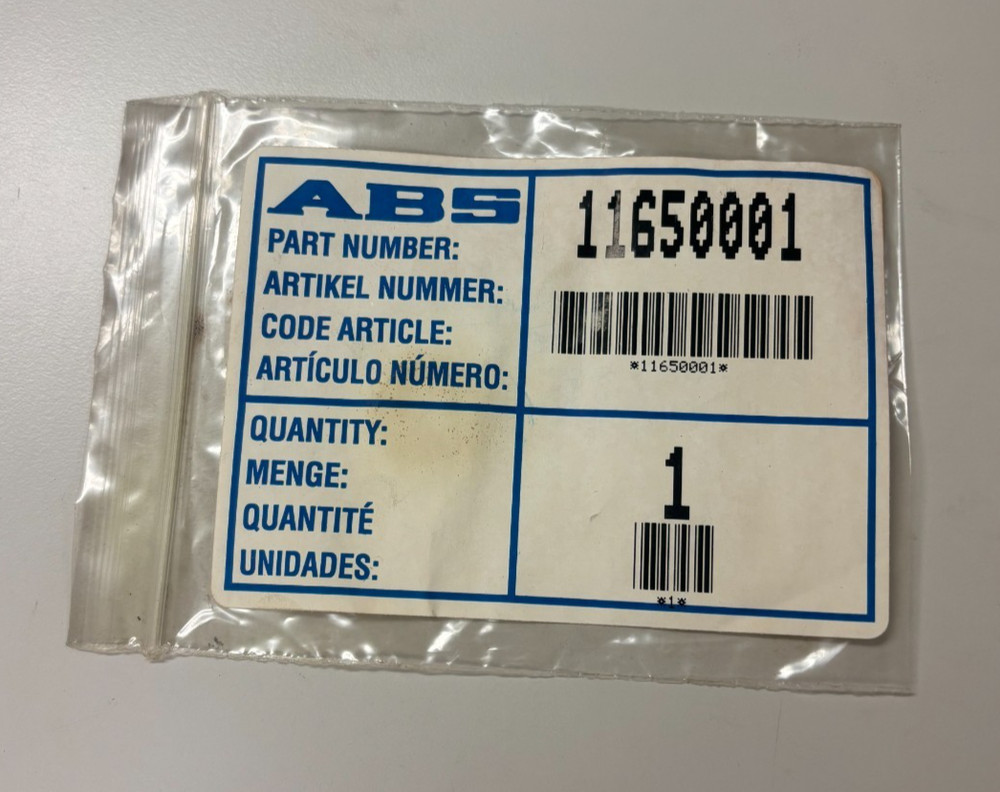 ABS
PART NUMBER:
ARTIKEL NUMMER:
CODE ARTICLE:
ARTÍCULO NÚMERO:
11650001
*11650001*
QUANTITY:
MENGE:
QUANTITÉ
UNIDADES:
1
*1*